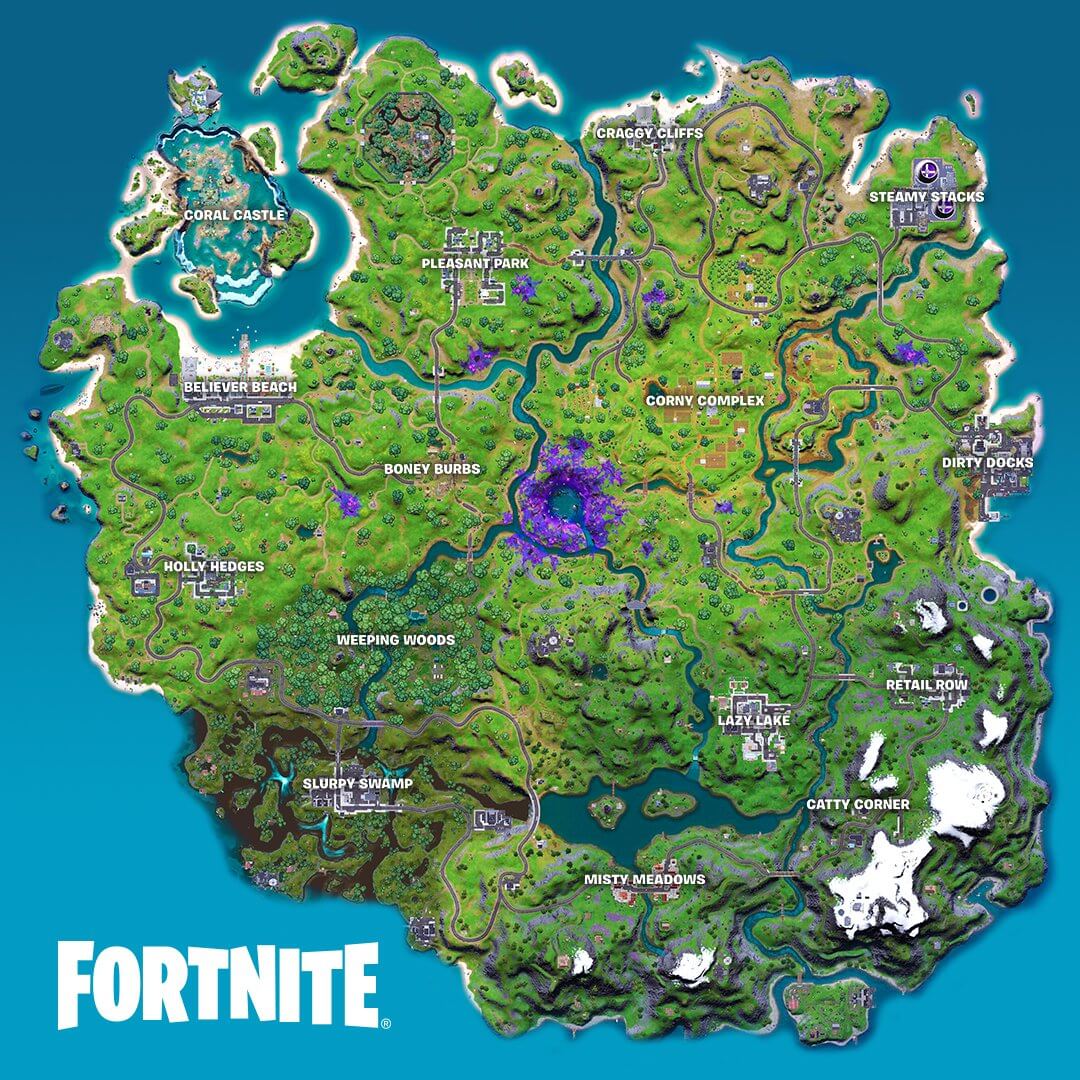 CRAGGY CLIFFS
STEAMY STACKS
CORAL CASTLE
PLEASANT PARK
BELIEVER BEACH
CORNY COMPLEX
BONEY BURBS
DIRTY DOCKS
HOLLY HEDGES
WEEPING WOODS
RETAIL ROW
LAZY LAKE
SLURPY SWAMP
CATTY CORNER
MISTY MEADOWS
FORTNITE®